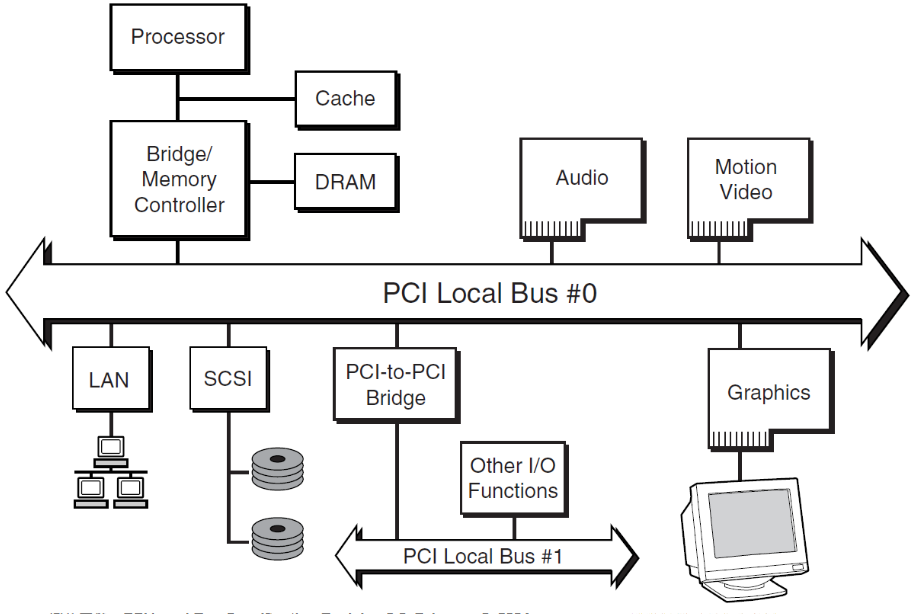 Processor
Cache
Bridge/
Memory
Controller
DRAM
Audio
Motion
Video
PCI Local Bus #0
LAN
SCSI
PCI-to-PCI
Bridge
Graphics
Other I/O
Functions
PCI Local Bus #1